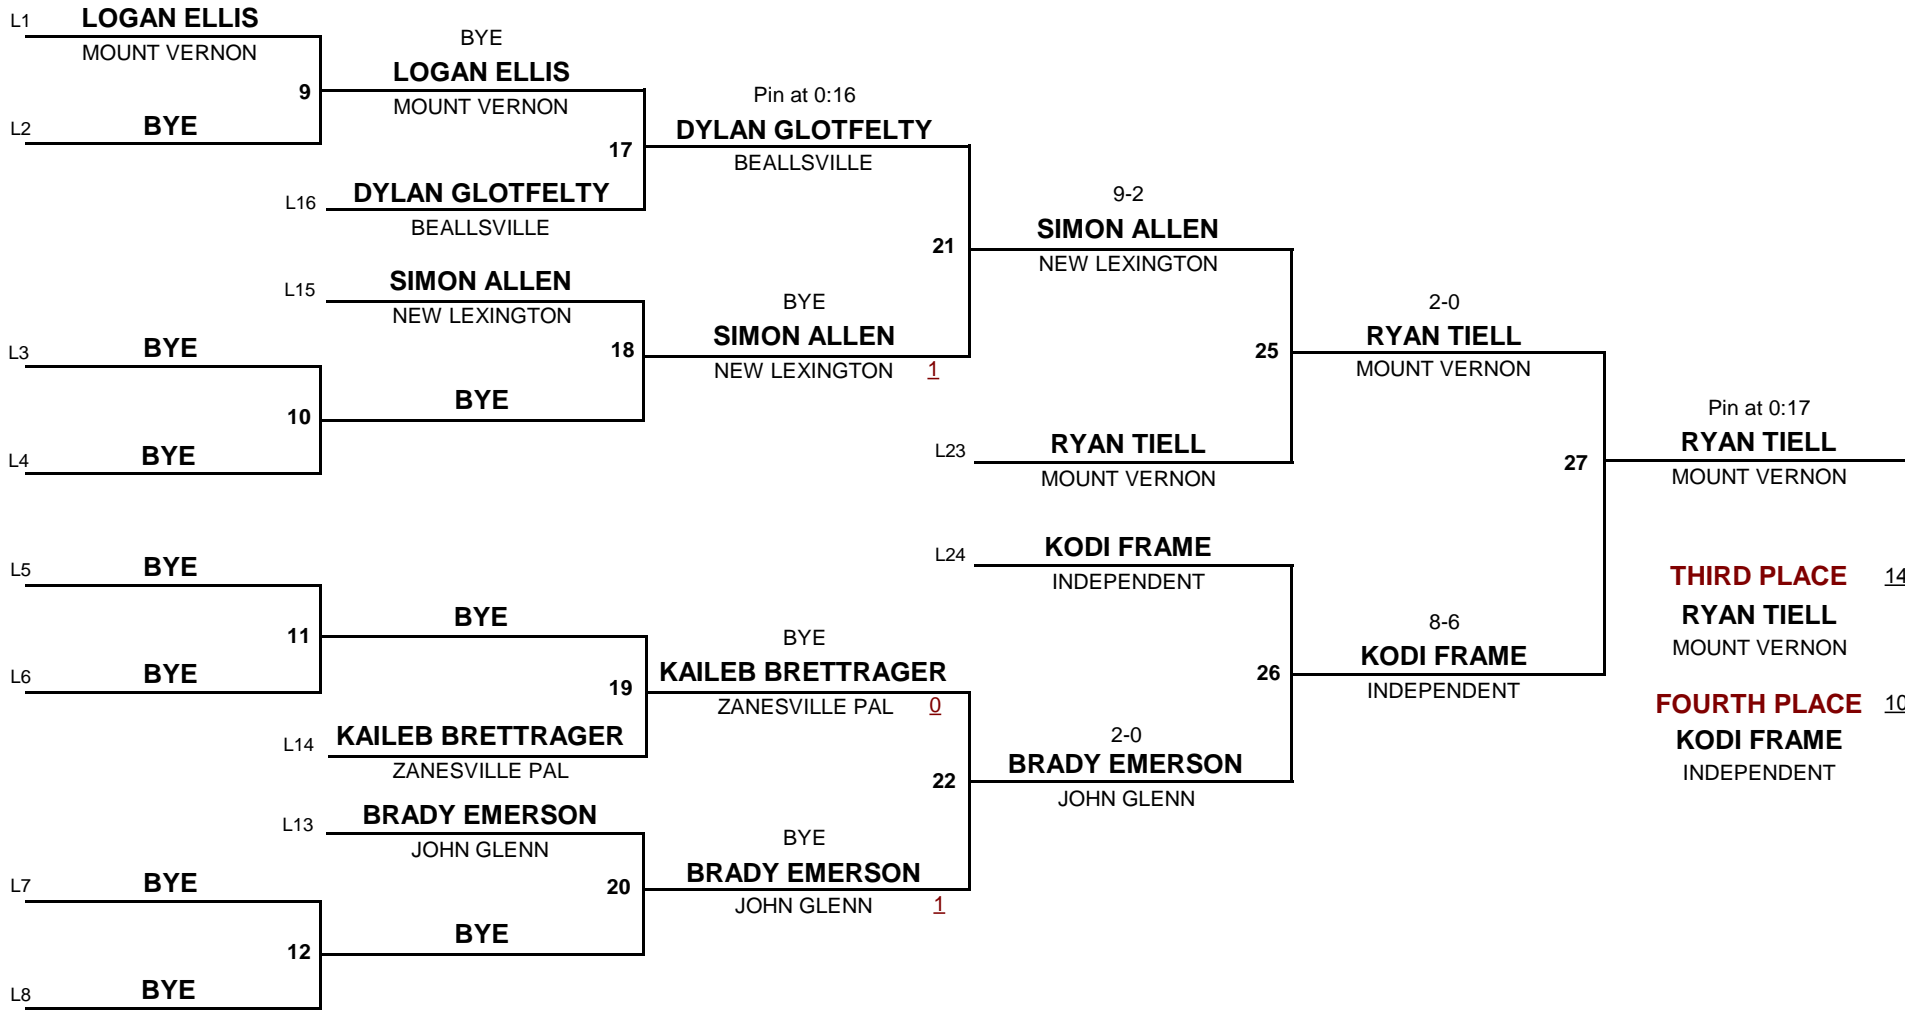 L1 LOGAN ELLIS
MOUNT VERNON
9
L2 BYE
BYE
LOGAN ELLIS
MOUNT VERNON
17
L16 DYLAN GLOTFELTY
BEALLSVILLE
Pin at 0:16
DYLAN GLOTFELTY
BEALLSVILLE
L15 SIMON ALLEN
NEW LEXINGTON
18
L3 BYE
10
L4 BYE
BYE
BYE
SIMON ALLEN
NEW LEXINGTON 1
21
9-2
SIMON ALLEN
NEW LEXINGTON
25
L23 RYAN TIELL
MOUNT VERNON
2-0
RYAN TIELL
MOUNT VERNON
27
Pin at 0:17
RYAN TIELL
MOUNT VERNON
L5 BYE
11
L6 BYE
BYE
19
L14 KAILEB BRETTRAGER
ZANESVILLE PAL
BYE
KAILEB BRETTRAGER
ZANESVILLE PAL 0
22
L13 BRADY EMERSON
JOHN GLENN
20
L7 BYE
12
L8 BYE
BYE
BYE
BRADY EMERSON
JOHN GLENN 1
L24 KODI FRAME
INDEPENDENT
26
2-0
BRADY EMERSON
JOHN GLENN
8-6
KODI FRAME
INDEPENDENT
THIRD PLACE 14
RYAN TIELL
MOUNT VERNON
FOURTH PLACE 10
KODI FRAME
INDEPENDENT